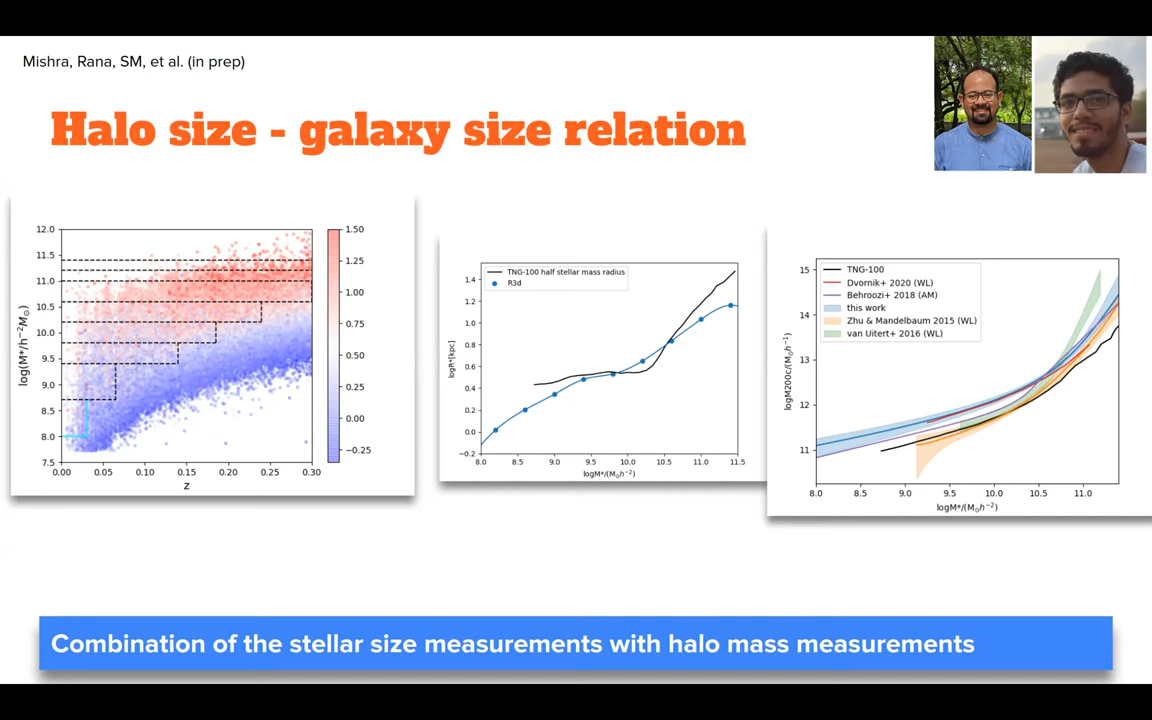 Mishra, Rana, SM, et al. (in prep)
Halo size - galaxy size relation
log(M*/h⁻²M☉)
12.0
11.5
11.0
10.5
10.0
9.5
9.0
8.5
8.0
7.5
0.00 0.05 0.10 0.15 0.20 0.25 0.30
z
1.50
1.25
1.00
0.75
0.50
0.25
0.00
−0.25
TNG-100 half stellar mass radius
R3d
logR*[kpc]
1.4
1.2
1.0
0.8
0.6
0.4
0.2
0.0
−0.2
8.0 8.5 9.0 9.5 10.0 10.5 11.0 11.5
logM*/(M☉h⁻²)
TNG-100
Dvornik+ 2020 (WL)
Behroozi+ 2018 (AM)
this work
Zhu & Mandelbaum 2015 (WL)
van Uitert+ 2016 (WL)
logM200c/(M☉h⁻¹)
15
14
13
12
11
8.0 8.5 9.0 9.5 10.0 10.5 11.0
logM*/(M☉h⁻²)
Combination of the stellar size measurements with halo mass measurements